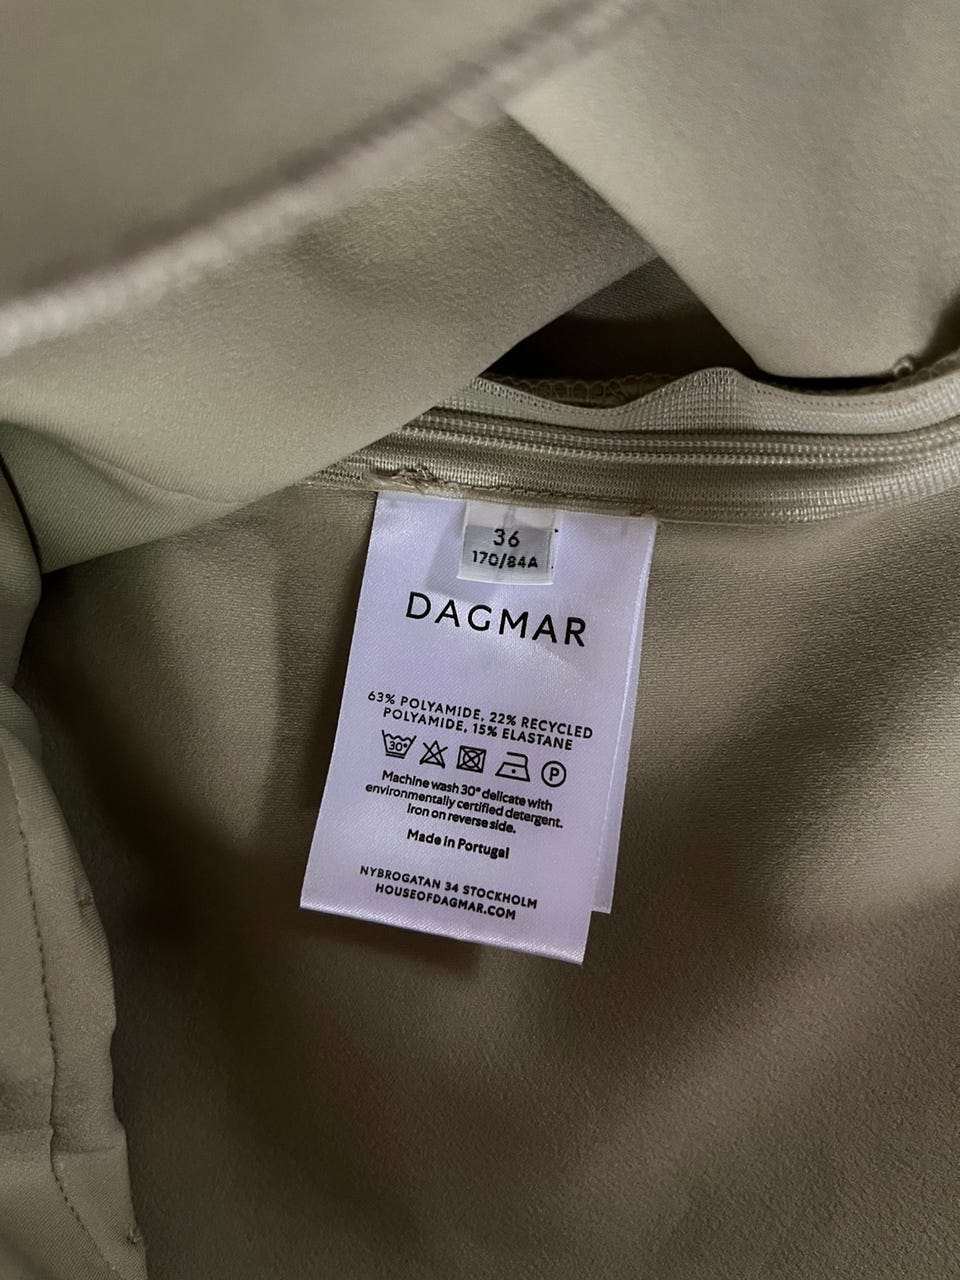 36
170/84A
DAGMAR
63% POLYAMIDE, 22% RECYCLED
POLYAMIDE, 15% ELASTANE
30°
P
Machine wash 30° delicate with
environmentally certified detergent.
Iron on reverse side.
Made in Portugal
NYBROGATAN 34 STOCKHOLM
HOUSEOFDAGMAR.COM